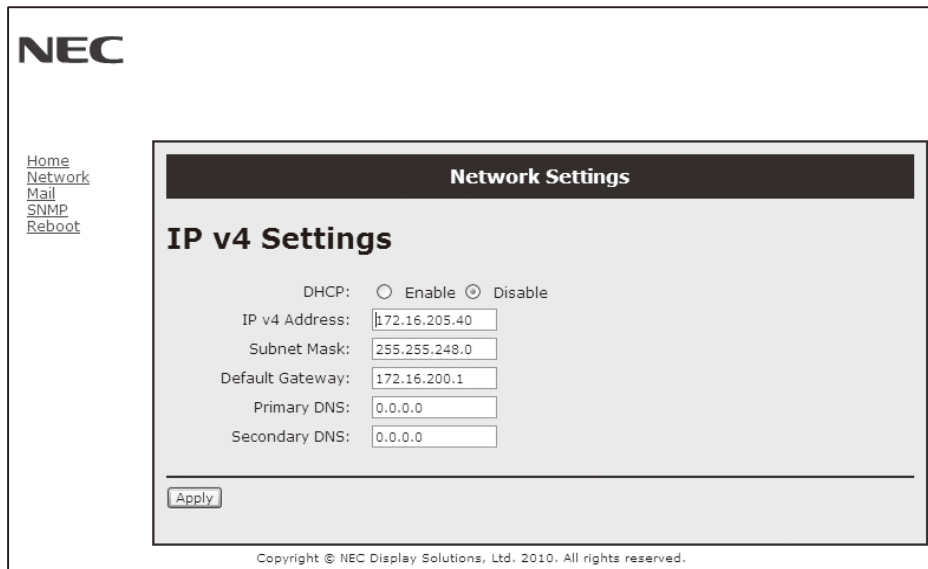 NEC
Home
Network
Mail
SNMP
Reboot
Network Settings
IP v4 Settings
DHCP: Enable Disable
IP v4 Address: 172.16.205.40
Subnet Mask: 255.255.248.0
Default Gateway: 172.16.200.1
Primary DNS: 0.0.0.0
Secondary DNS: 0.0.0.0
Apply
Copyright © NEC Display Solutions, Ltd. 2010. All rights reserved.